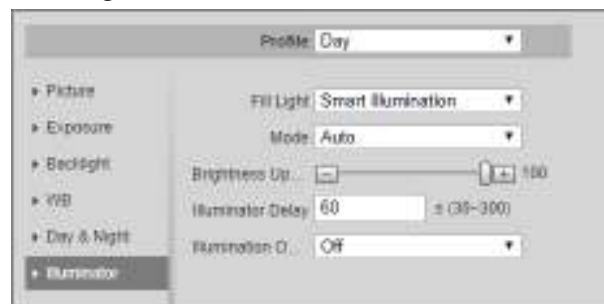 Profile Day
Picture
Exposure
Backlight
WB
Day & Night
Illuminator
Fill Light Smart Illumination
Mode Auto
Brightness Up... 100
Illuminator Delay 60 s (30~300)
Illumination O... Off